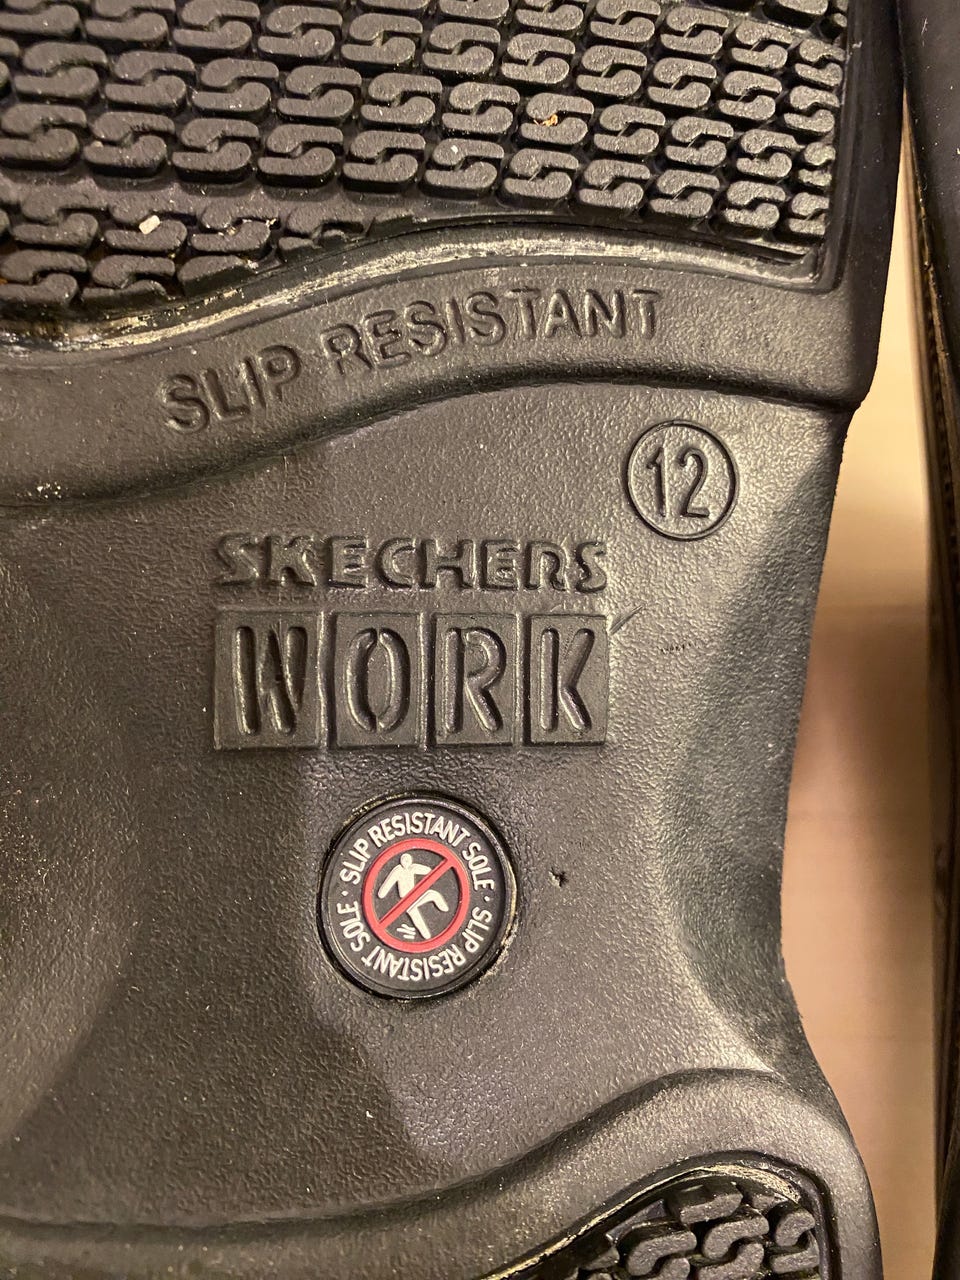 SLIP RESISTANT
12
SKECHERS
WORK
SLIP RESISTANT SOLE · SLIP RESISTANT SOLE ·